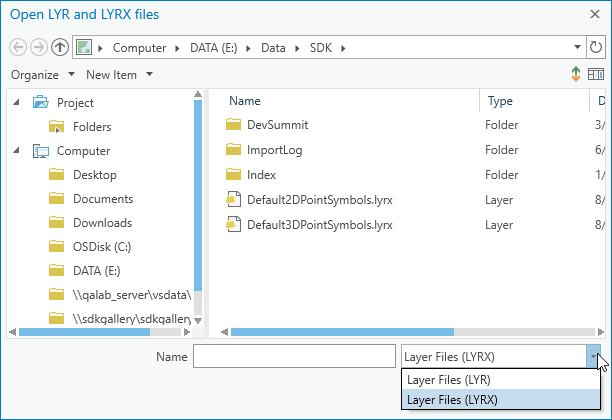 Open LYR and LYRX files
Computer DATA (E:) Data SDK
Organize New Item
Project
Folders
Computer
Desktop
Documents
Downloads
OSDisk (C:)
DATA (E:)
\\qalab_server\vsdata\
\\sdkgallery\sdkgallery
Name Type D
DevSummit Folder 3/
ImportLog Folder 6/
Index Folder 1/
Default2DPointSymbols.lyrx Layer 8/
Default3DPointSymbols.lyrx Layer 8/
Name Layer Files (LYRX)
Layer Files (LYR)
Layer Files (LYRX)